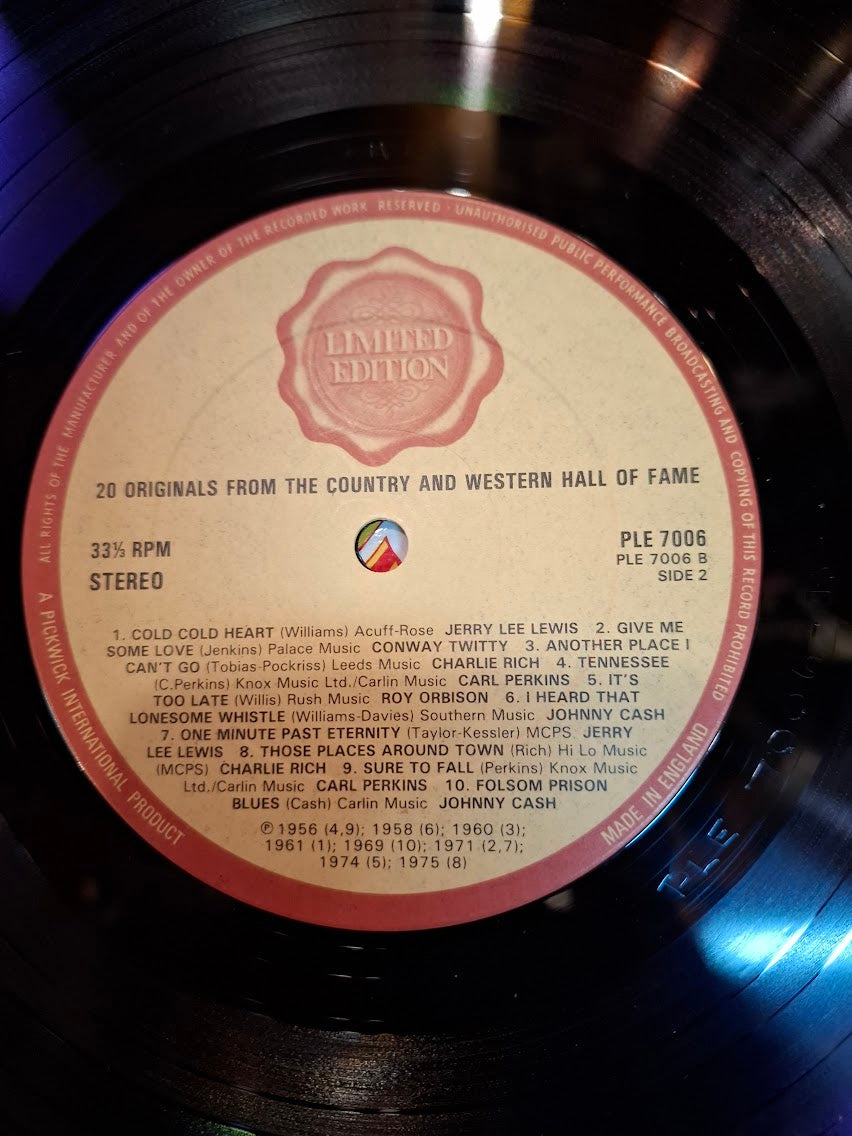 ALL RIGHTS OF THE MANUFACTURER AND OF THE OWNER OF THE RECORDED WORK RESERVED · UNAUTHORISED PUBLIC PERFORMANCE BROADCASTING AND COPYING OF THIS RECORD PROHIBITED
LIMITED
EDITION
20 ORIGINALS FROM THE COUNTRY AND WESTERN HALL OF FAME
33⅓ RPM
STEREO
PLE 7006
PLE 7006 B
SIDE 2
1. COLD COLD HEART (Williams) Acuff-Rose JERRY LEE LEWIS 2. GIVE ME
SOME LOVE (Jenkins) Palace Music CONWAY TWITTY 3. ANOTHER PLACE I
CAN'T GO (Tobias-Pockriss) Leeds Music CHARLIE RICH 4. TENNESSEE
(C.Perkins) Knox Music Ltd./Carlin Music CARL PERKINS 5. IT'S
TOO LATE (Willis) Rush Music ROY ORBISON 6. I HEARD THAT
LONESOME WHISTLE (Williams-Davies) Southern Music JOHNNY CASH
7. ONE MINUTE PAST ETERNITY (Taylor-Kessler) MCPS JERRY
LEE LEWIS 8. THOSE PLACES AROUND TOWN (Rich) Hi Lo Music
(MCPS) CHARLIE RICH 9. SURE TO FALL (Perkins) Knox Music
Ltd./Carlin Music CARL PERKINS 10. FOLSOM PRISON
BLUES (Cash) Carlin Music JOHNNY CASH
℗ 1956 (4,9); 1958 (6); 1960 (3);
1961 (1); 1969 (10); 1971 (2,7);
1974 (5); 1975 (8)
A PICKWICK INTERNATIONAL PRODUCT
MADE IN ENGLAND